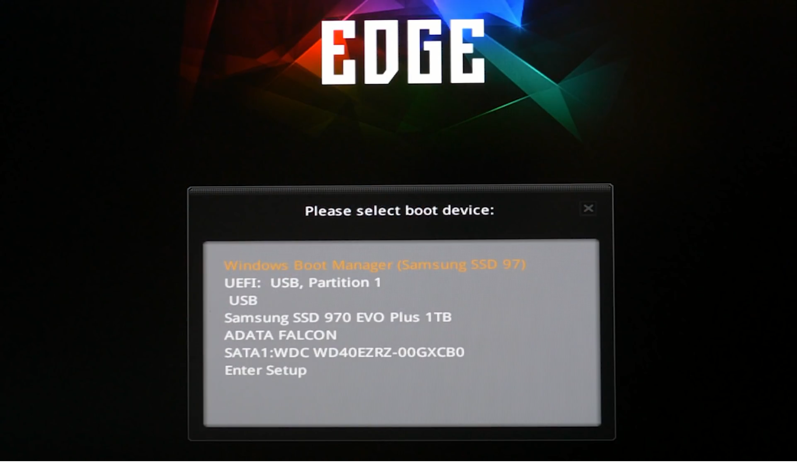 EDGE
Please select boot device:
Windows Boot Manager (Samsung SSD 97)
UEFI: USB, Partition 1
USB
Samsung SSD 970 EVO Plus 1TB
ADATA FALCON
SATA1:WDC WD40EZRZ-00GXCB0
Enter Setup